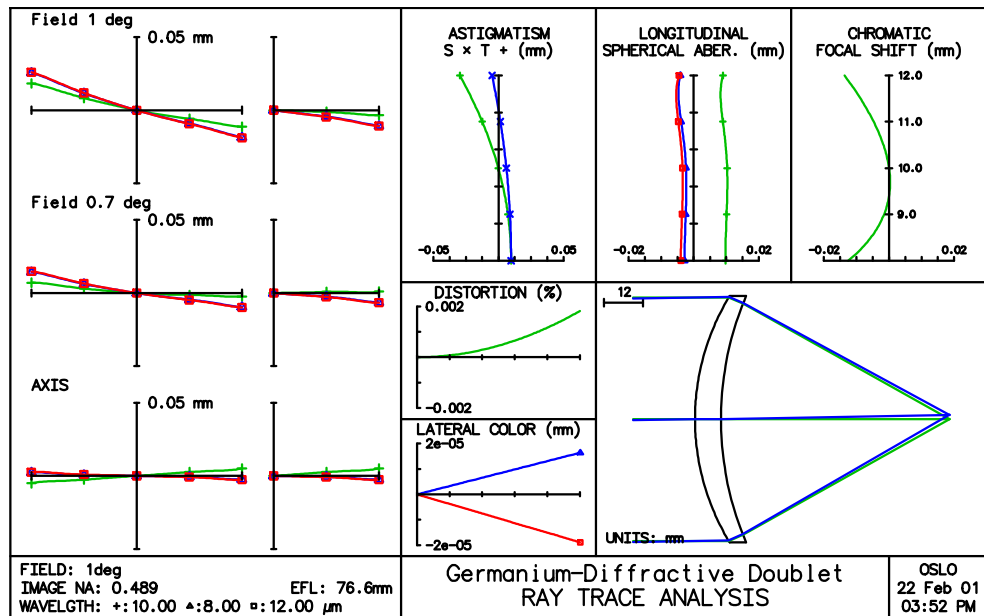 Field 1 deg
0.05 mm
Field 0.7 deg
0.05 mm
AXIS
0.05 mm
ASTIGMATISM
S × T + (mm)
-0.05
0.05
LONGITUDINAL
SPHERICAL ABER. (mm)
-0.02
0.02
CHROMATIC
FOCAL SHIFT (mm)
12.0
11.0
10.0
9.0
-0.02
0.02
DISTORTION (%)
0.002
-0.002
LATERAL COLOR (mm)
2e-05
-2e-05
12
UNITS: mm
FIELD: 1deg
IMAGE NA: 0.489 EFL: 76.6mm
WAVELGTH: +:10.00 ▵:8.00 ▫:12.00 µm
Germanium-Diffractive Doublet
RAY TRACE ANALYSIS
OSLO
22 Feb 01
03:52 PM